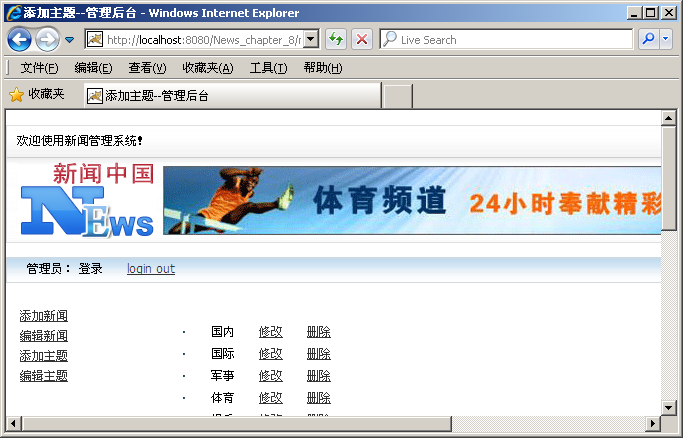 添加主题--管理后台 - Windows Internet Explorer
http://localhost:8080/News_chapter_8/
Live Search
文件(F) 编辑(E) 查看(V) 收藏夹(A) 工具(T) 帮助(H)
收藏夹 添加主题--管理后台
欢迎使用新闻管理系统!
新闻中国
News
体育频道 24小时奉献精彩
管理员： 登录 login out
添加新闻
编辑新闻
添加主题
编辑主题
· 国内 修改 删除
· 国际 修改 删除
· 军事 修改 删除
· 体育 修改 删除